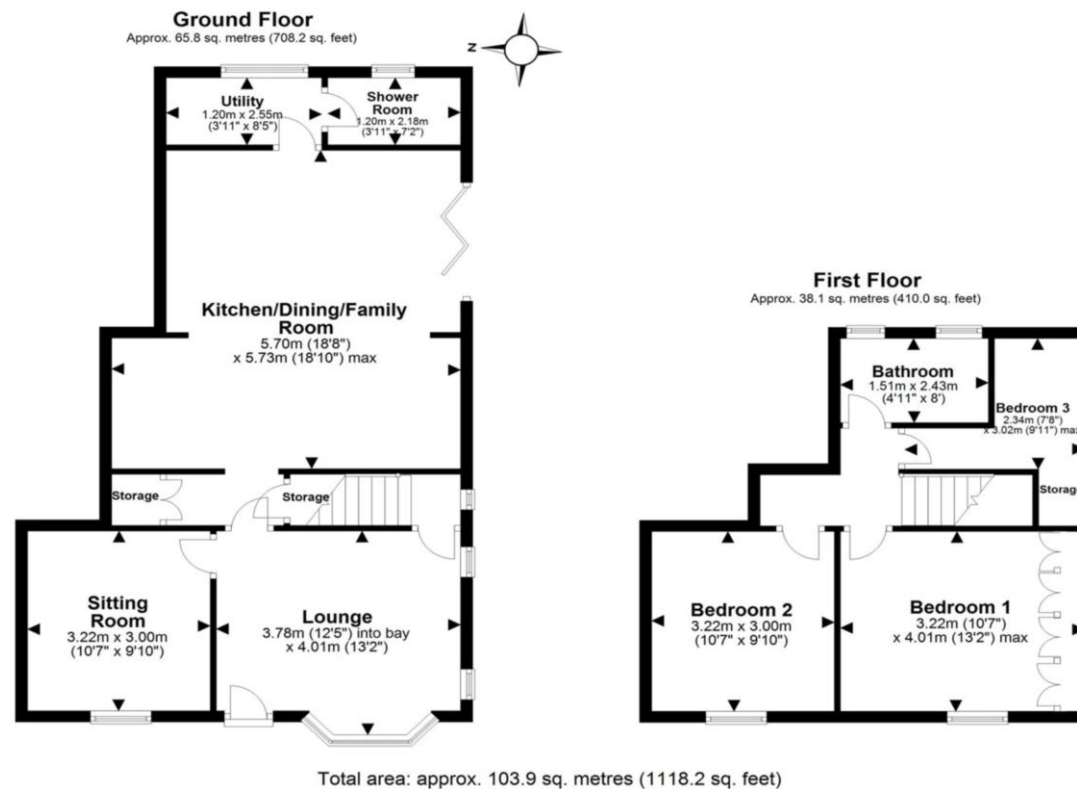 Ground Floor
Approx. 65.8 sq. metres (708.2 sq. feet)
N
Utility
1.20m x 2.55m
(3'11" x 8'5")
Shower
Room
1.20m x 2.18m
(3'11" x 7'2")
Kitchen/Dining/Family
Room
5.70m (18'8")
x 5.73m (18'10") max
Storage
Storage
Sitting
Room
3.22m x 3.00m
(10'7" x 9'10")
Lounge
3.78m (12'5") into bay
x 4.01m (13'2")
First Floor
Approx. 38.1 sq. metres (410.0 sq. feet)
Bathroom
1.51m x 2.43m
(4'11" x 8')
Bedroom 3
2.34m (7'8")
x 3.02m (9'11") max
Storage
Bedroom 2
3.22m x 3.00m
(10'7" x 9'10")
Bedroom 1
3.22m (10'7")
x 4.01m (13'2") max
Total area: approx. 103.9 sq. metres (1118.2 sq. feet)